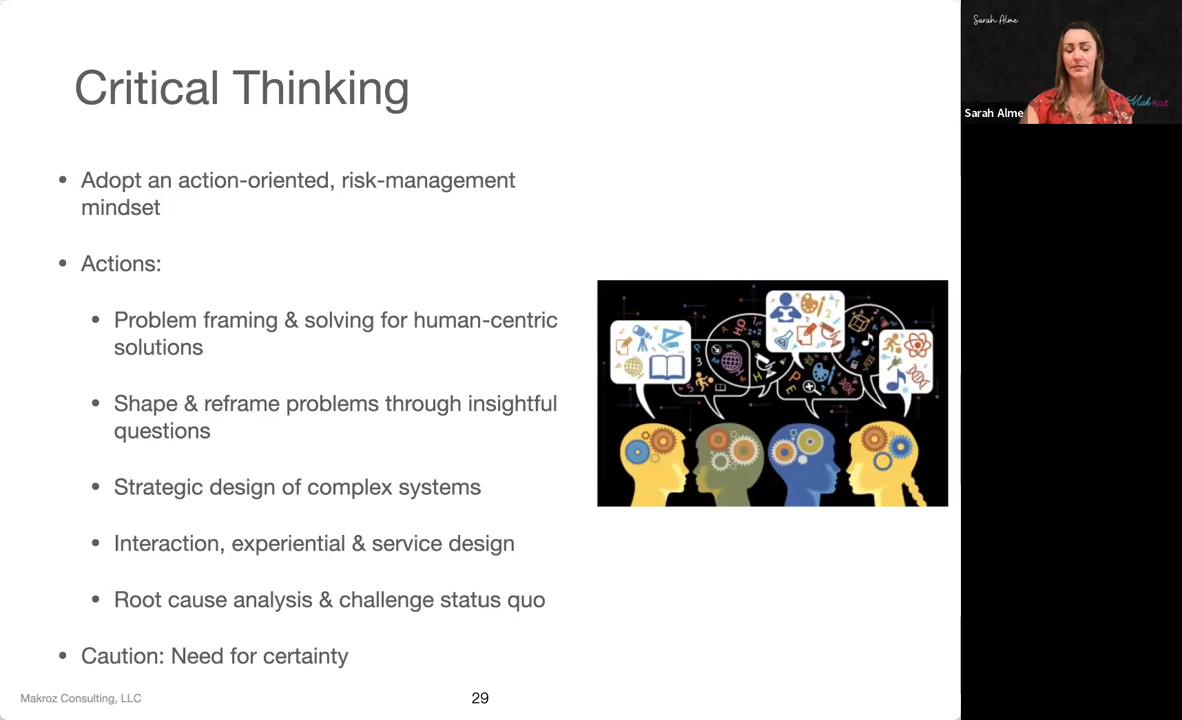 Critical Thinking
• Adopt an action-oriented, risk-management
mindset
• Actions:
• Problem framing & solving for human-centric
solutions
• Shape & reframe problems through insightful
questions
• Strategic design of complex systems
• Interaction, experiential & service design
• Root cause analysis & challenge status quo
• Caution: Need for certainty
Makroz Consulting, LLC
29
Sarah Alme
MakRoz
Sarah Alme